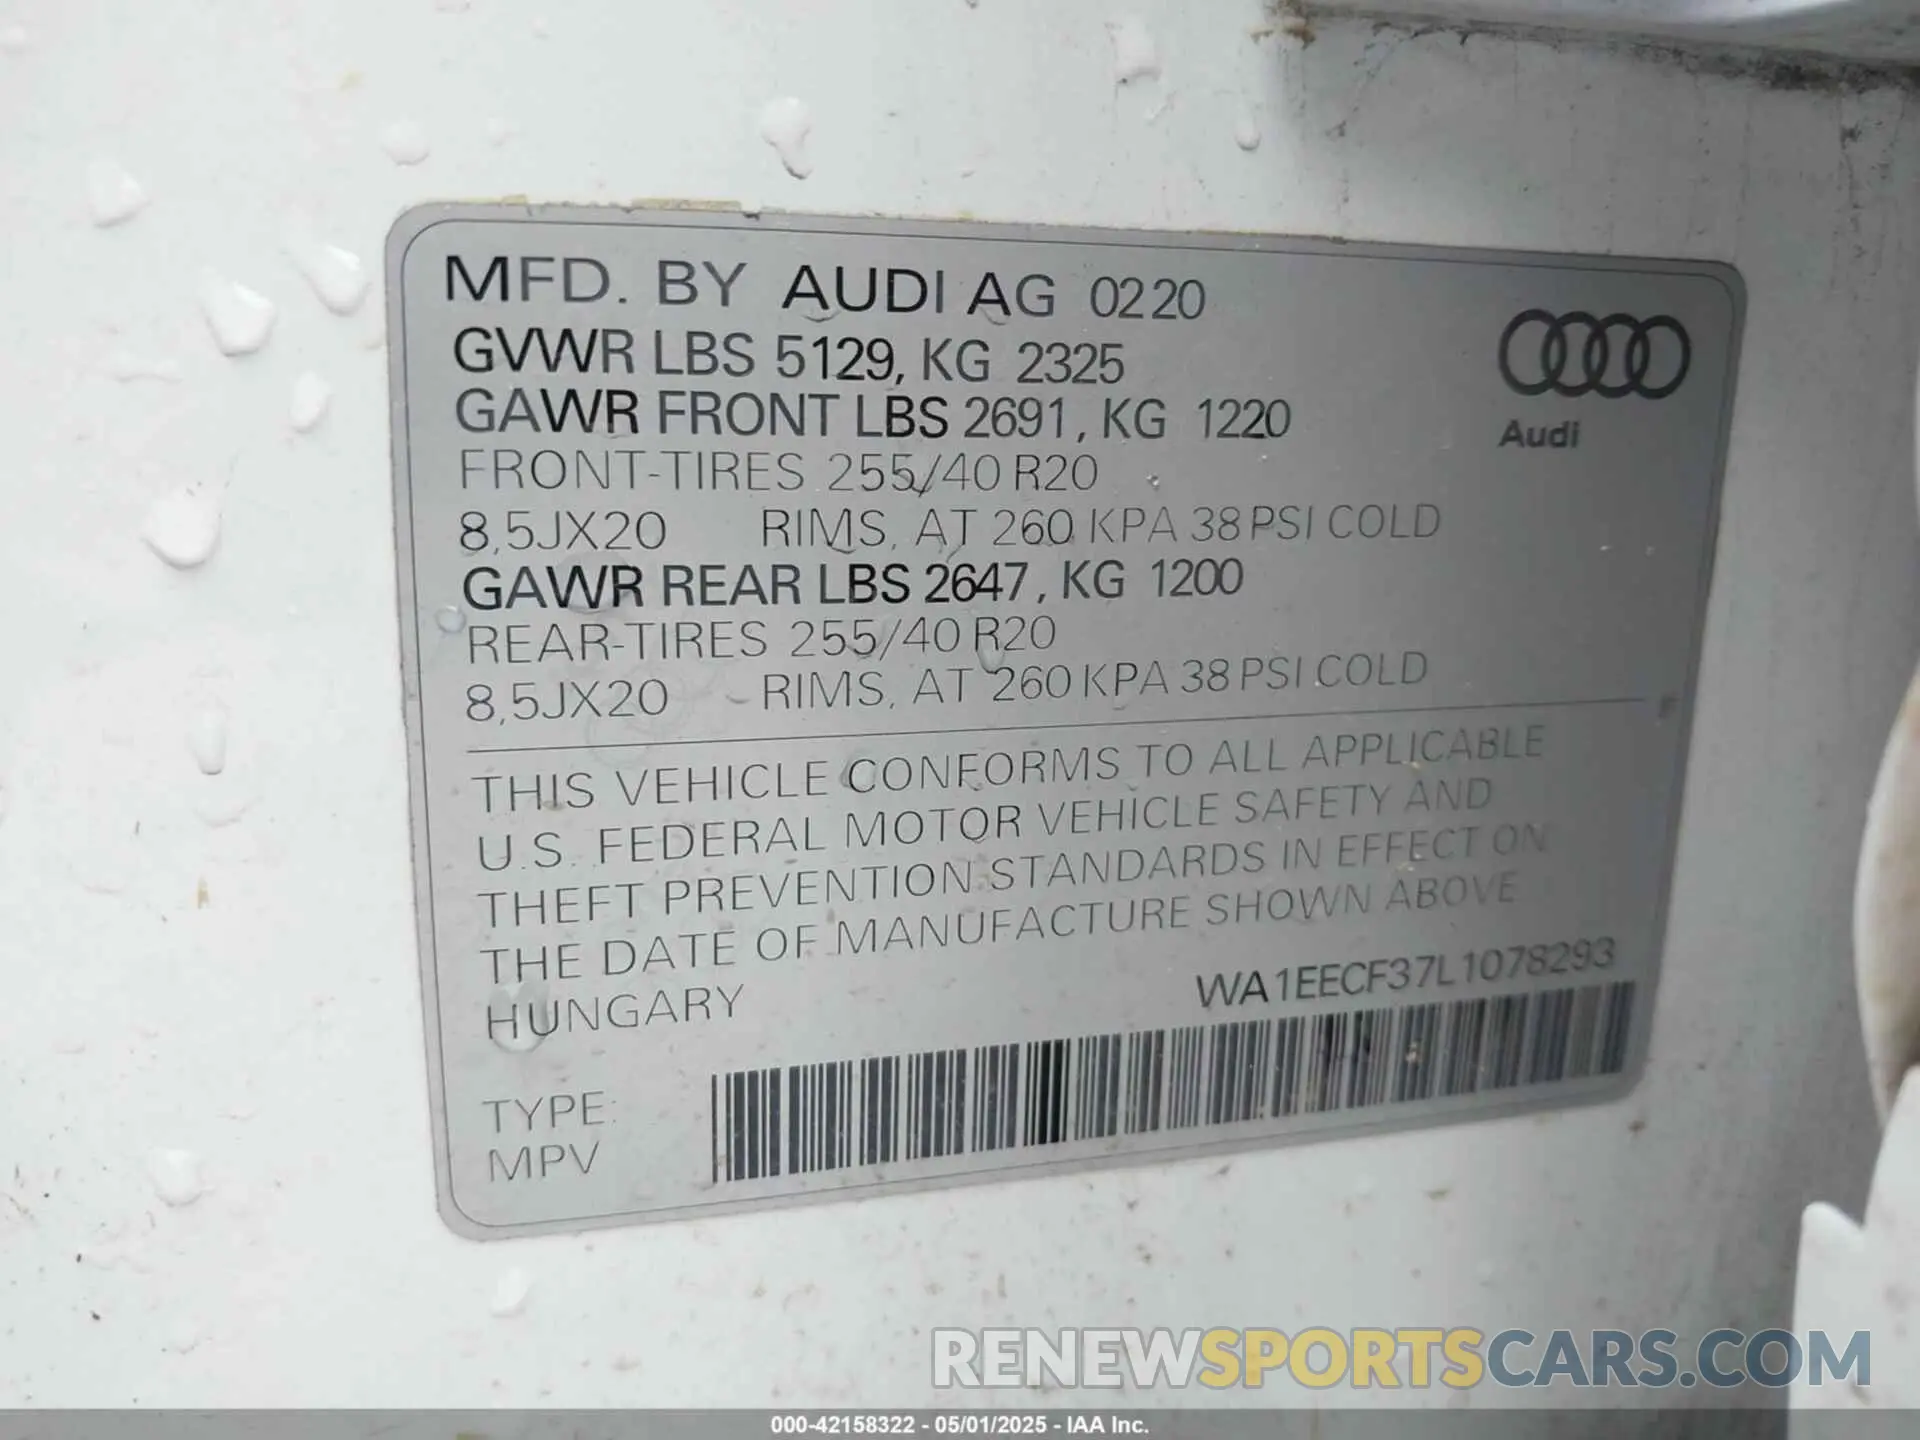 MFD. BY AUDI AG 0220
GVWR LBS 5129, KG 2325
GAWR FRONT LBS 2691, KG 1220
FRONT-TIRES 255/40 R20
8,5JX20 RIMS, AT 260 KPA 38 PSI COLD
GAWR REAR LBS 2647, KG 1200
REAR-TIRES 255/40 R20
8,5JX20 RIMS, AT 260 KPA 38 PSI COLD
Audi
THIS VEHICLE CONFORMS TO ALL APPLICABLE
U.S. FEDERAL MOTOR VEHICLE SAFETY AND
THEFT PREVENTION STANDARDS IN EFFECT ON
THE DATE OF MANUFACTURE SHOWN ABOVE
HUNGARY
WA1EECF37L1078293
TYPE:
MPV
RENEWSPORTSCARS.COM
000-42158322 - 05/01/2025 - IAA Inc.